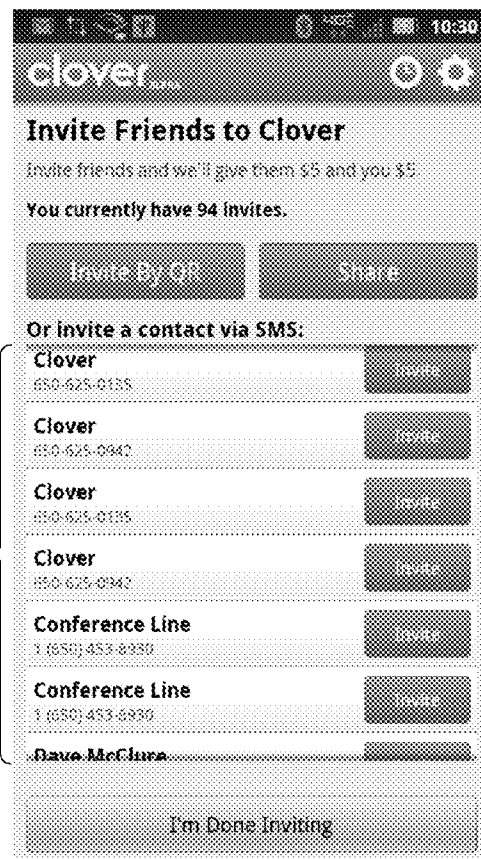 10:30
clover
Invite Friends to Clover
Invite friends and we'll give them $5 and you $5.
You currently have 94 invites.
Invite By QR
Share
Or invite a contact via SMS:
Clover
Invite
650-625-0135
Clover
Invite
650-625-0942
Clover
Invite
650-625-0135
Clover
Invite
650-625-0942
Conference Line
Invite
1 (650) 453-8930
Conference Line
Invite
1 (650) 453-8930
Dave McClure
I'm Done Inviting